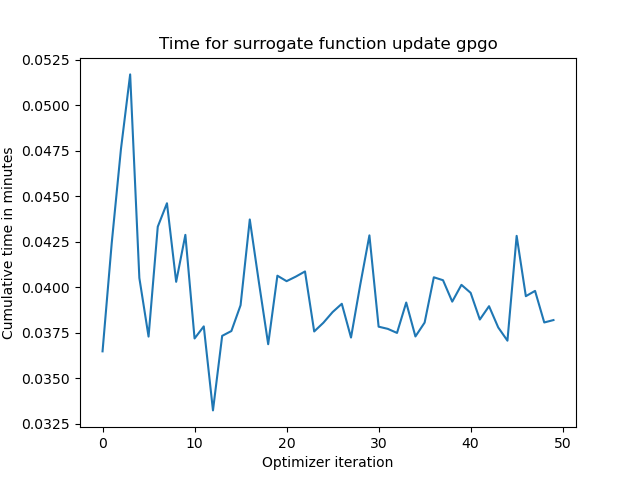 Time for surrogate function update gpgo
0.0525
0.0500
0.0475
0.0450
0.0425
0.0400
0.0375
0.0350
0.0325
Cumulative time in minutes
0 10 20 30 40 50
Optimizer iteration